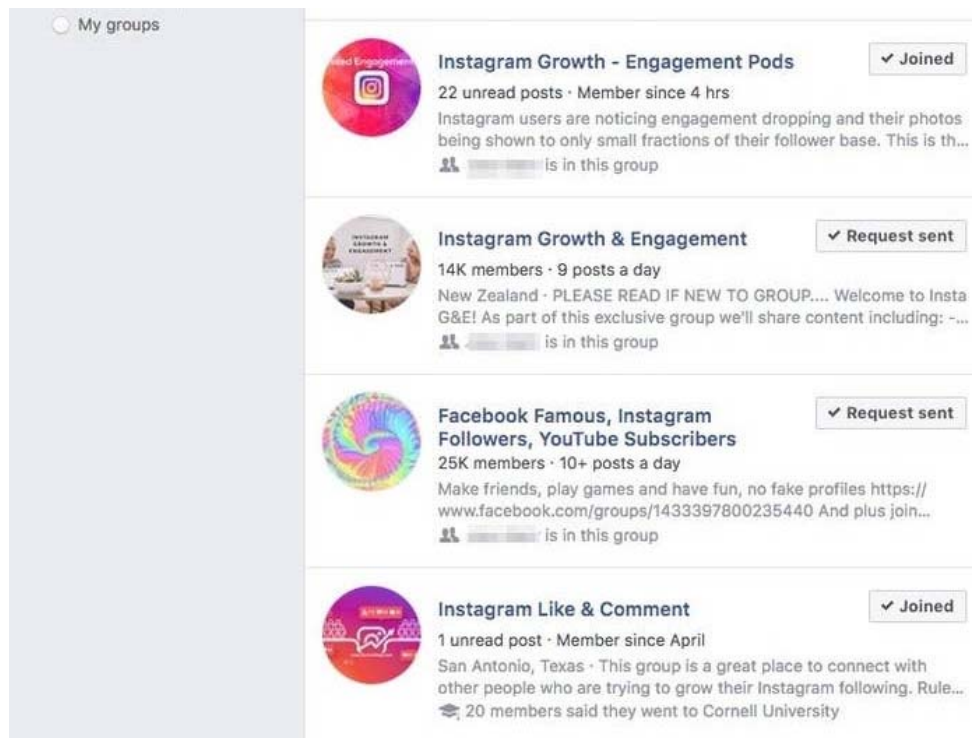 My groups
ed Engagemen
Instagram Growth - Engagement Pods
✓ Joined
22 unread posts · Member since 4 hrs
Instagram users are noticing engagement dropping and their photos
being shown to only small fractions of their follower base. This is th...
is in this group
INSTAGRAM
GROWTH &
ENGAGEMENT
Instagram Growth & Engagement
✓ Request sent
14K members · 9 posts a day
New Zealand · PLEASE READ IF NEW TO GROUP.... Welcome to Insta
G&E! As part of this exclusive group we'll share content including: -...
is in this group
Facebook Famous, Instagram
Followers, YouTube Subscribers
✓ Request sent
25K members · 10+ posts a day
Make friends, play games and have fun, no fake profiles https://
www.facebook.com/groups/1433397800235440 And plus join...
is in this group
Instagram Like & Comment
✓ Joined
1 unread post · Member since April
San Antonio, Texas · This group is a great place to connect with
other people who are trying to grow their Instagram following. Rule...
20 members said they went to Cornell University